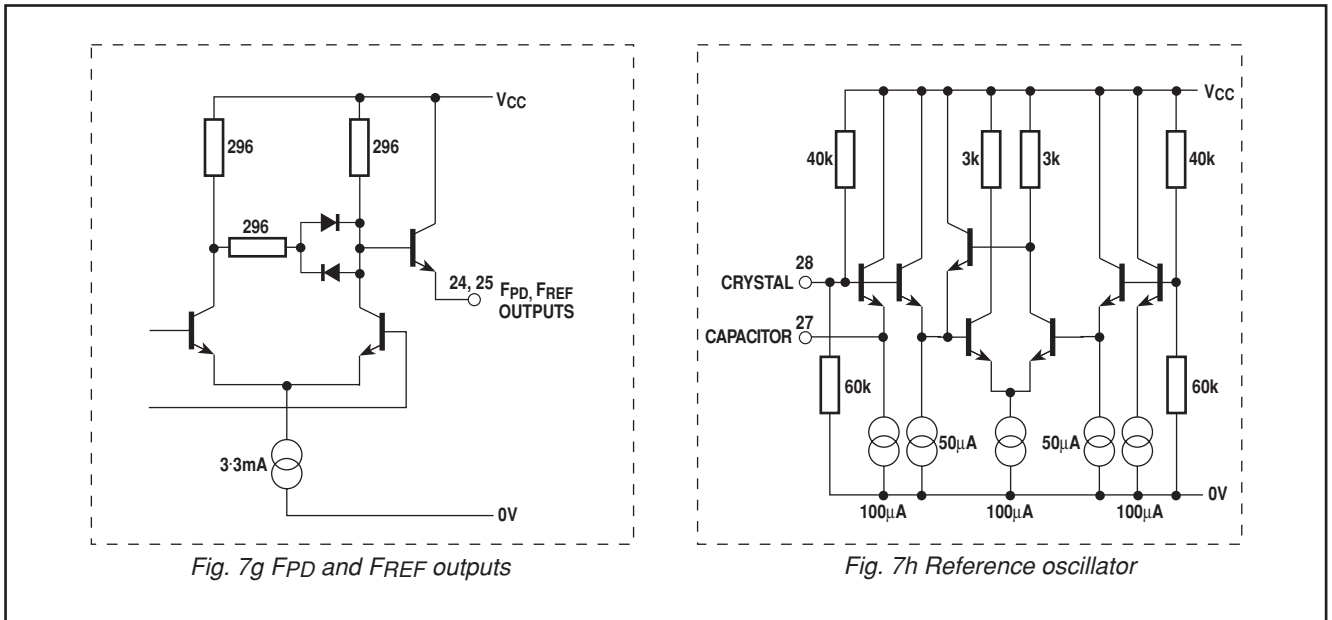 VCC
296
296
296
24, 25
FPD, FREF
OUTPUTS
3·3mA
0V
Fig. 7g FPD and FREF outputs
VCC
40k
3k
3k
40k
28
CRYSTAL
27
CAPACITOR
60k
50µA
50µA
60k
0V
100µA
100µA
100µA
Fig. 7h Reference oscillator